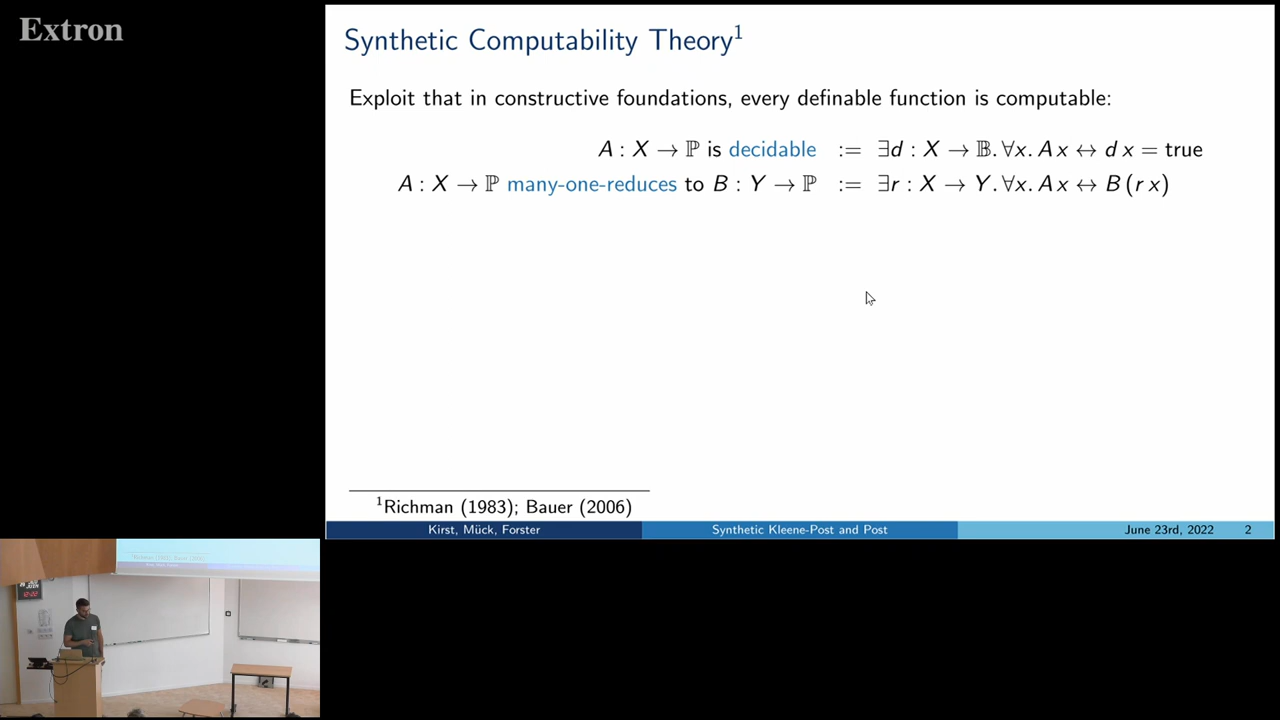 Extron
Synthetic Computability Theory¹
Exploit that in constructive foundations, every definable function is computable:
A : X → ℙ is decidable := ∃d : X → 𝔹. ∀x. A x ↔ d x = true
A : X → ℙ many-one-reduces to B : Y → ℙ := ∃r : X → Y. ∀x. A x ↔ B (r x)
¹Richman (1983); Bauer (2006)
Kirst, Mück, Forster Synthetic Kleene-Post and Post June 23rd, 2022 2